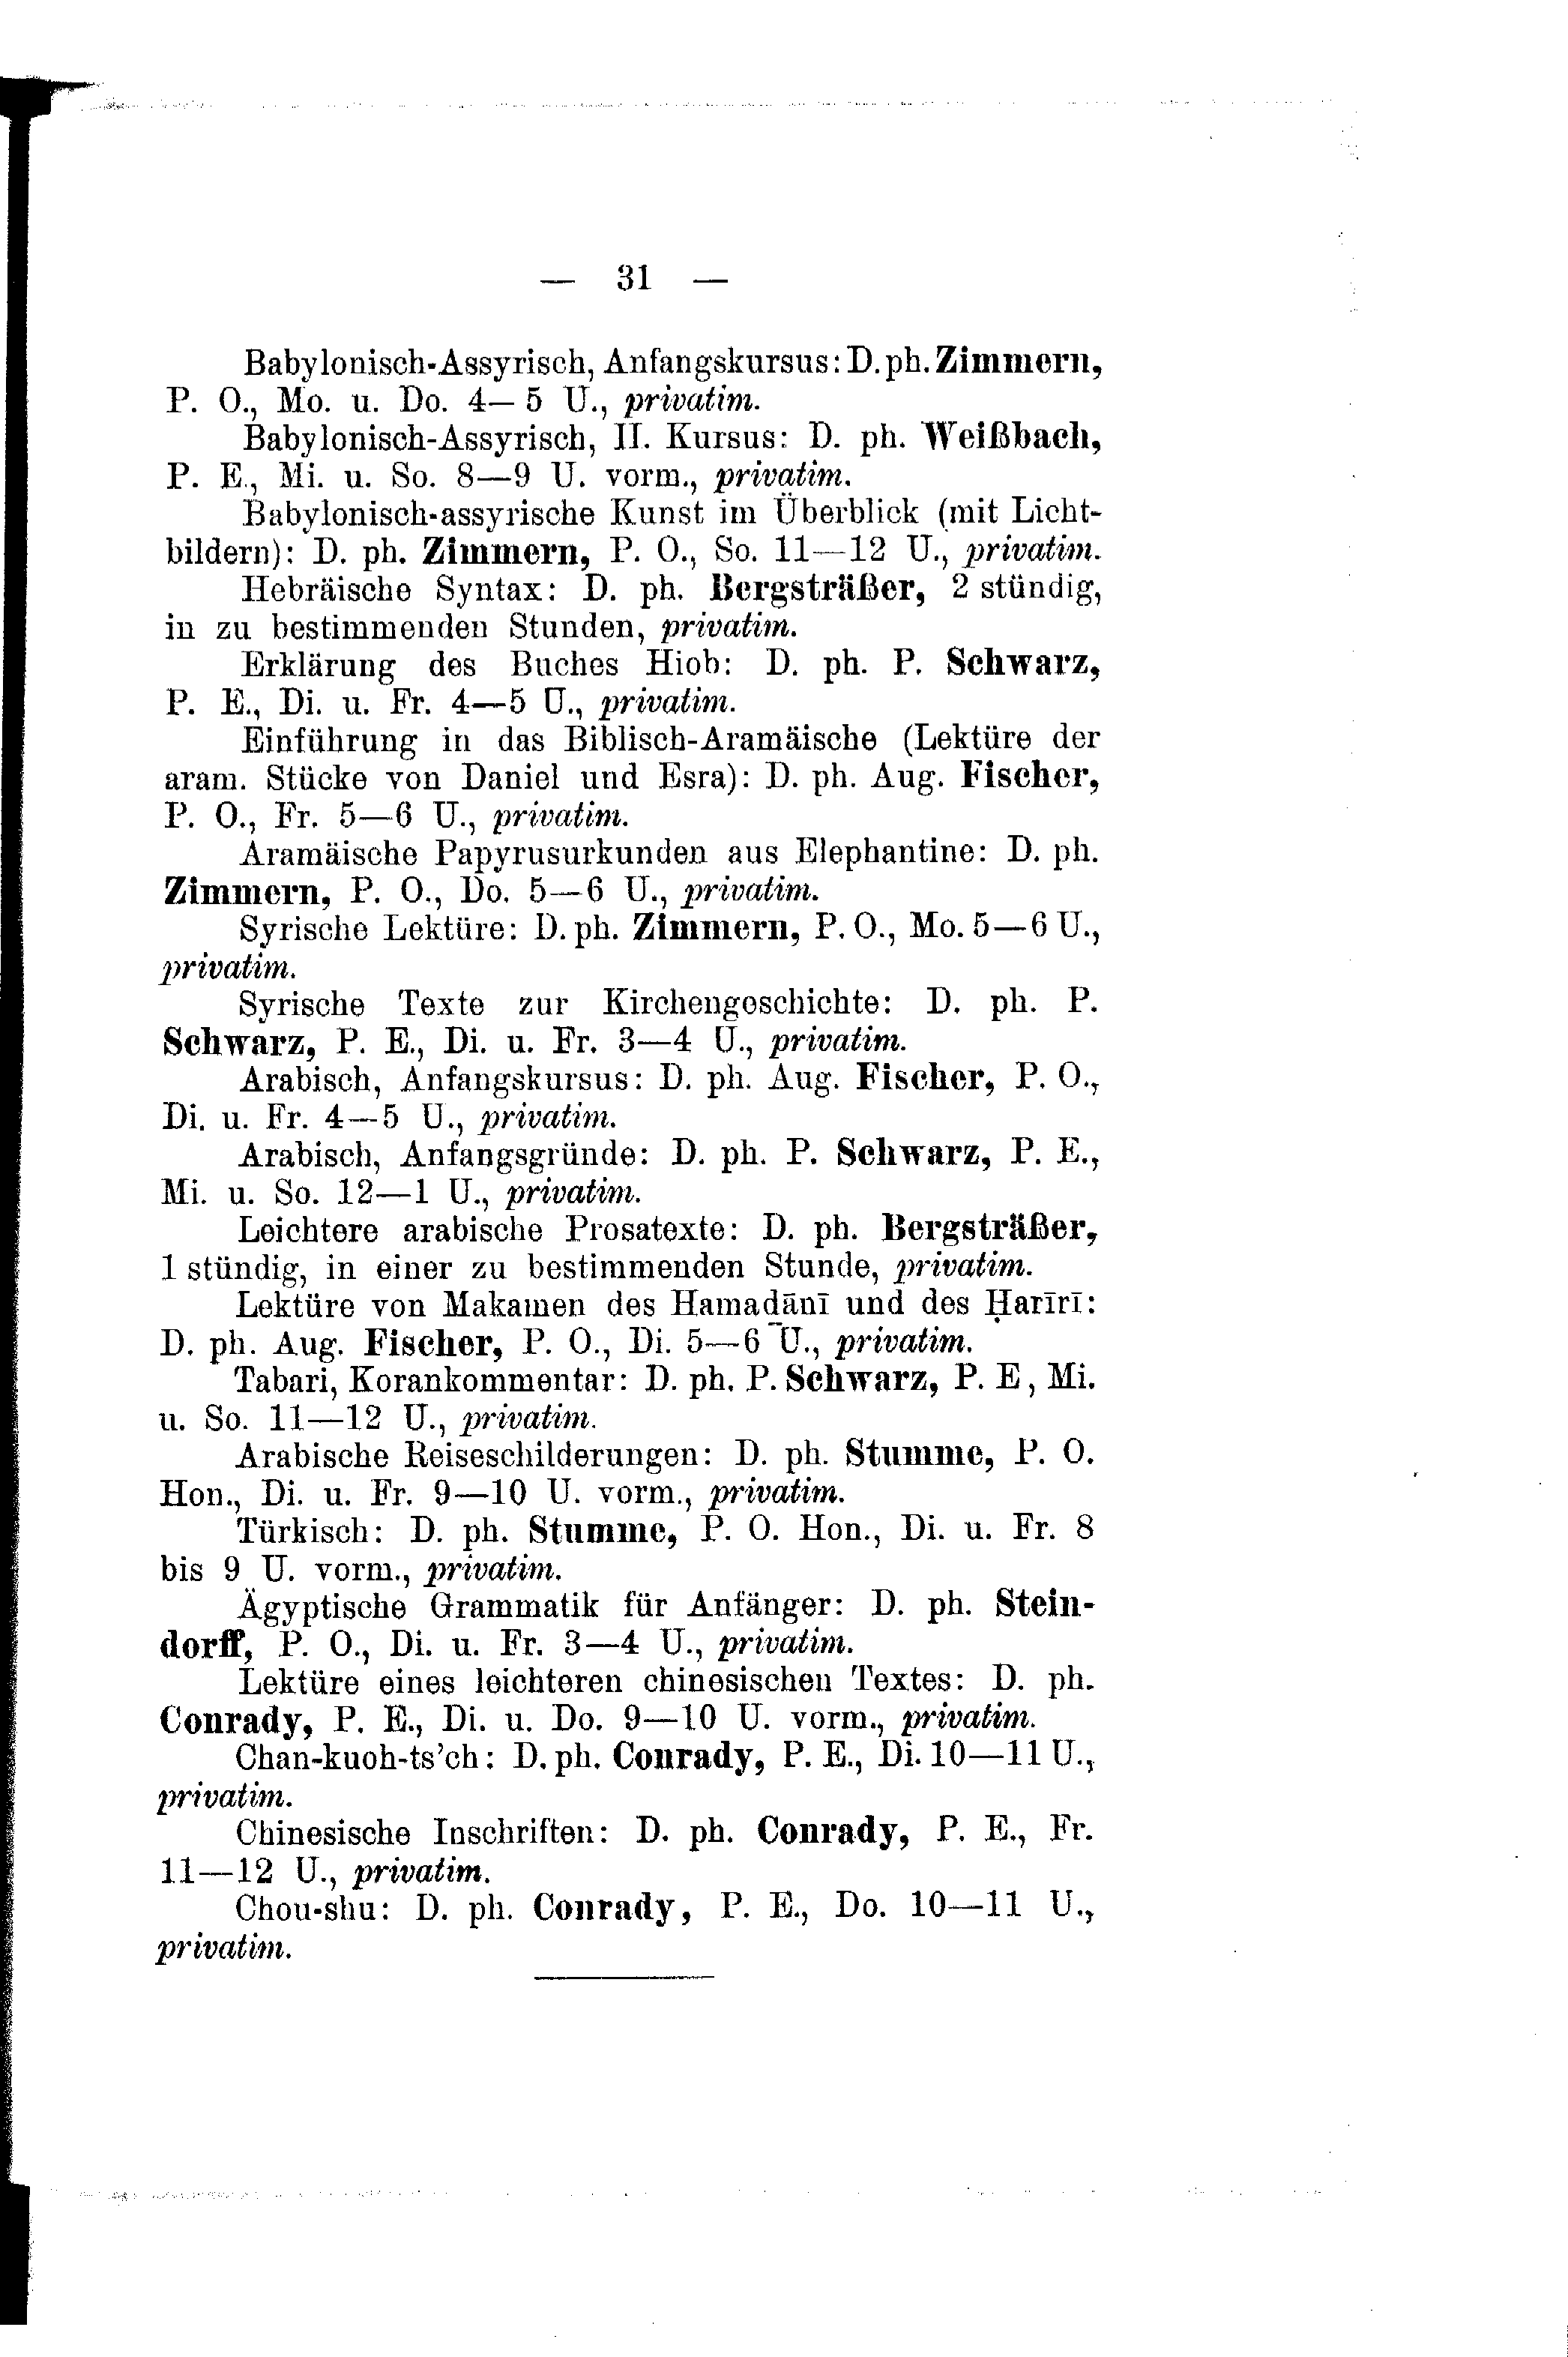 — 31 —
Babylonisch-Assyrisch, Anfangskursus: D. ph. Zimmern,
P. O., Mo. u. Do. 4— 5 U., privatim.
Babylonisch-Assyrisch, II. Kursus: D. ph. Weißbach,
P. E., Mi. u. So. 8—9 U. vorm., privatim.
Babylonisch-assyrische Kunst im Überblick (mit Licht-
bildern): D. ph. Zimmern, P. O., So. 11—12 U., privatim.
Hebräische Syntax: D. ph. Bergsträßer, 2 stündig,
in zu bestimmenden Stunden, privatim.
Erklärung des Buches Hiob: D. ph. P. Schwarz,
P. E., Di. u. Fr. 4—5 U., privatim.
Einführung in das Biblisch-Aramäische (Lektüre der
aram. Stücke von Daniel und Esra): D. ph. Aug. Fischer,
P. O., Fr. 5—6 U., privatim.
Aramäische Papyrusurkunden aus Elephantine: D. ph.
Zimmern, P. O., Do. 5—6 U., privatim.
Syrische Lektüre: D. ph. Zimmern, P. O., Mo. 5—6 U.,
privatim.
Syrische Texte zur Kirchengeschichte: D. ph. P.
Schwarz, P. E., Di. u. Fr. 3—4 U., privatim.
Arabisch, Anfangskursus: D. ph. Aug. Fischer, P. O.,
Di. u. Fr. 4—5 U., privatim.
Arabisch, Anfangsgründe: D. ph. P. Schwarz, P. E.,
Mi. u. So. 12—1 U., privatim.
Leichtere arabische Prosatexte: D. ph. Bergsträßer,
1 stündig, in einer zu bestimmenden Stunde, privatim.
Lektüre von Makamen des Hamadānī und des Ḥarīrī:
D. ph. Aug. Fischer, P. O., Di. 5—6 U., privatim.
Tabari, Korankommentar: D. ph. P. Schwarz, P. E, Mi.
u. So. 11—12 U., privatim.
Arabische Reiseschilderungen: D. ph. Stumme, P. O.
Hon., Di. u. Fr. 9—10 U. vorm., privatim.
Türkisch: D. ph. Stumme, P. O. Hon., Di. u. Fr. 8
bis 9 U. vorm., privatim.
Ägyptische Grammatik für Anfänger: D. ph. Stein-
dorff, P. O., Di. u. Fr. 3—4 U., privatim.
Lektüre eines leichteren chinesischen Textes: D. ph.
Conrady, P. E., Di. u. Do. 9—10 U. vorm., privatim.
Chan-kuoh-ts'ch: D. ph. Conrady, P. E., Di. 10—11 U.,
privatim.
Chinesische Inschriften: D. ph. Conrady, P. E., Fr.
11—12 U., privatim.
Chou-shu: D. ph. Conrady, P. E., Do. 10—11 U.,
privatim.